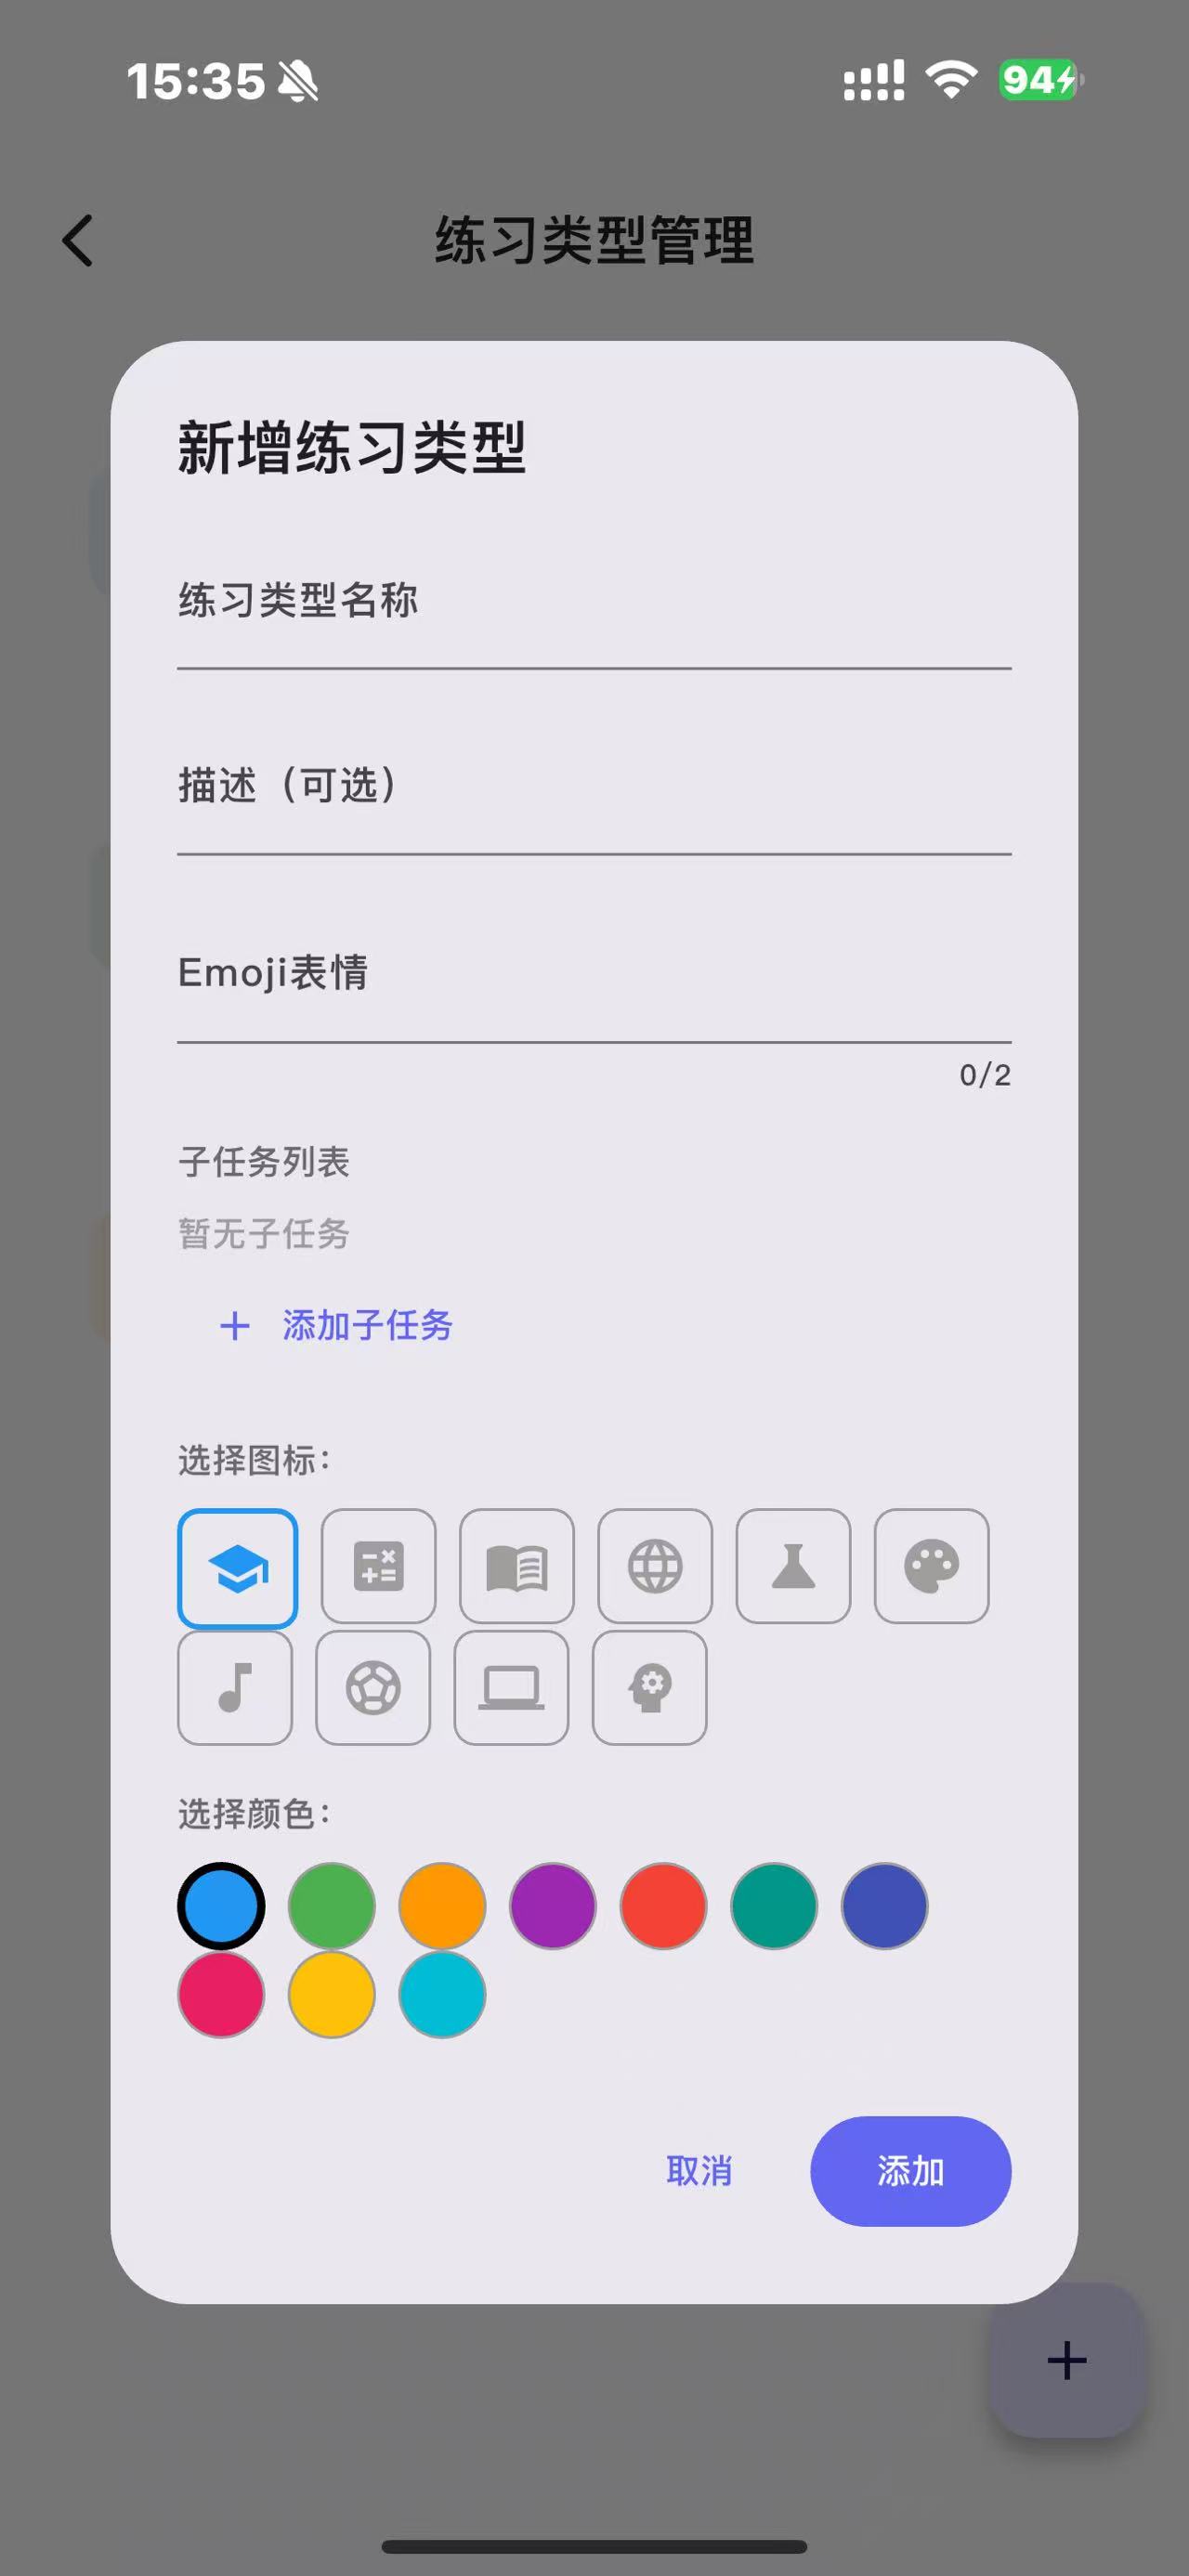 15:35
94
练习类型管理
新增练习类型
练习类型名称
描述（可选）
Emoji表情
0/2
子任务列表
暂无子任务
+ 添加子任务
选择图标：
选择颜色：
取消 添加